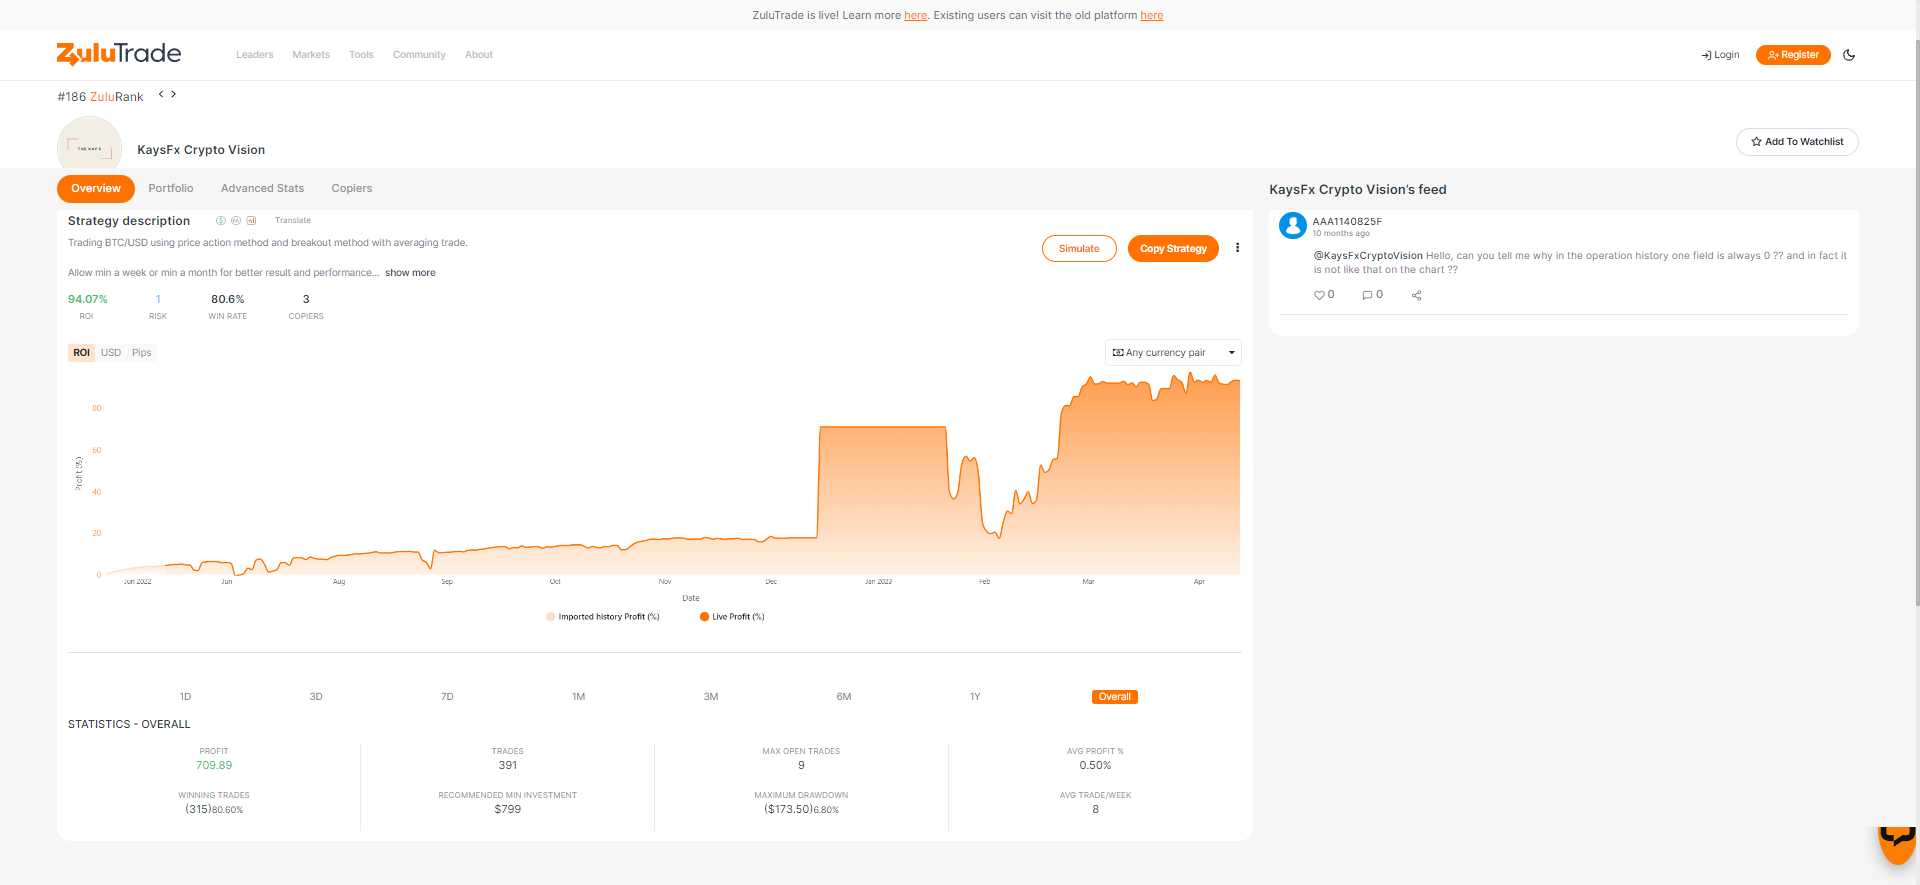 ZuluTrade is live! Learn more here. Existing users can visit the old platform here
ZuluTrade
Leaders
Markets
Tools
Community
About
Login
Register
#186 ZuluRank
< >
THE KAYS
KaysFx Crypto Vision
Add To Watchlist
Overview
Portfolio
Advanced Stats
Copiers
KaysFx Crypto Vision's feed
Strategy description
Translate
Trading BTC/USD using price action method and breakout method with averaging trade.
Allow min a week or min a month for better result and performance... show more
Simulate
Copy Strategy
AAA1140825F
10 months ago
@KaysFxCryptoVision Hello, can you tell me why in the operation history one field is always 0 ?? and in fact it
is not like that on the chart ??
0
0
94.07%
1
80.6%
3
ROI
RISK
WIN RATE
COPIERS
ROI
USD
Pips
Any currency pair
80
60
40
20
0
Profit (%)
Jun 2022
Jun
Aug
Sep
Oct
Nov
Dec
Jan 2023
Feb
Mar
Apr
Date
Imported history Profit (%)
Live Profit (%)
1D
3D
7D
1M
3M
6M
1Y
Overall
STATISTICS - OVERALL
PROFIT
TRADES
MAX OPEN TRADES
AVG PROFIT %
709.89
391
9
0.50%
WINNING TRADES
RECOMMENDED MIN INVESTMENT
MAXIMUM DRAWDOWN
AVG TRADE/WEEK
(315)80.60%
$799
($173.50)6.80%
8